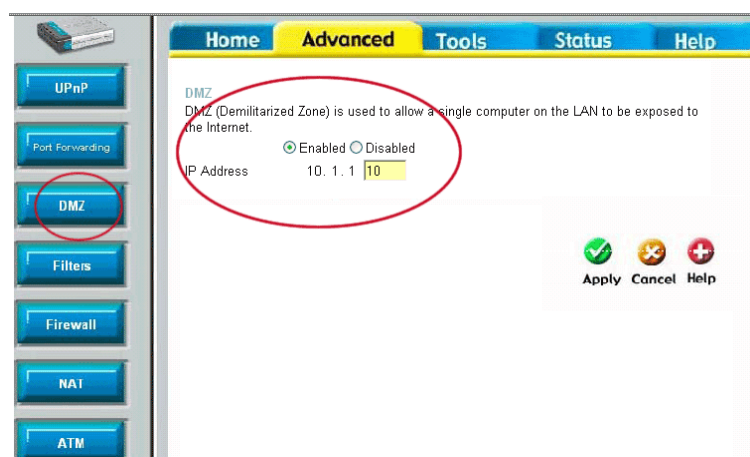 Home Advanced Tools Status Help
UPnP
Port Forwarding
DMZ
Filters
Firewall
NAT
ATM
DMZ
DMZ (Demilitarized Zone) is used to allow a single computer on the LAN to be exposed to
the Internet.
Enabled Disabled
IP Address 10. 1. 1 10
Apply Cancel Help